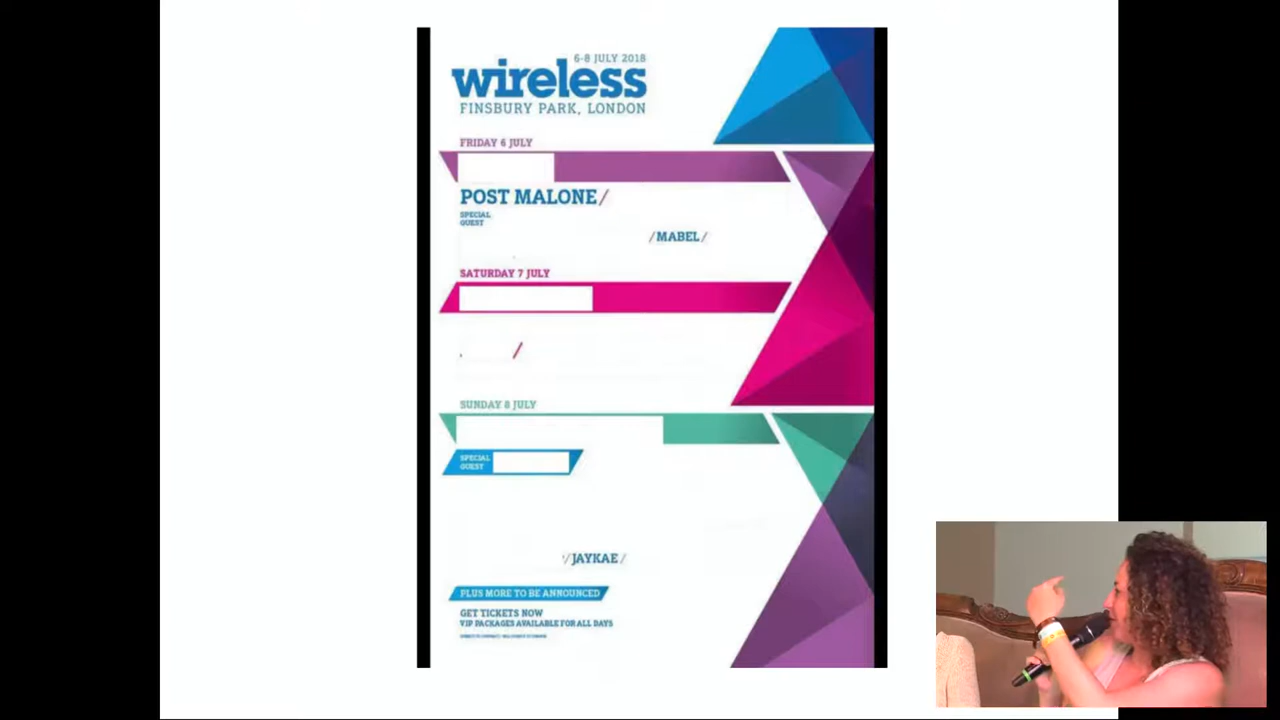 6-8 JULY 2018
wireless
FINSBURY PARK, LONDON
FRIDAY 6 JULY
POST MALONE/
SPECIAL
GUEST
/MABEL/
SATURDAY 7 JULY
/
SUNDAY 8 JULY
SPECIAL
GUEST
/JAYKAE/
PLUS MORE TO BE ANNOUNCED
GET TICKETS NOW
VIP PACKAGES AVAILABLE FOR ALL DAYS